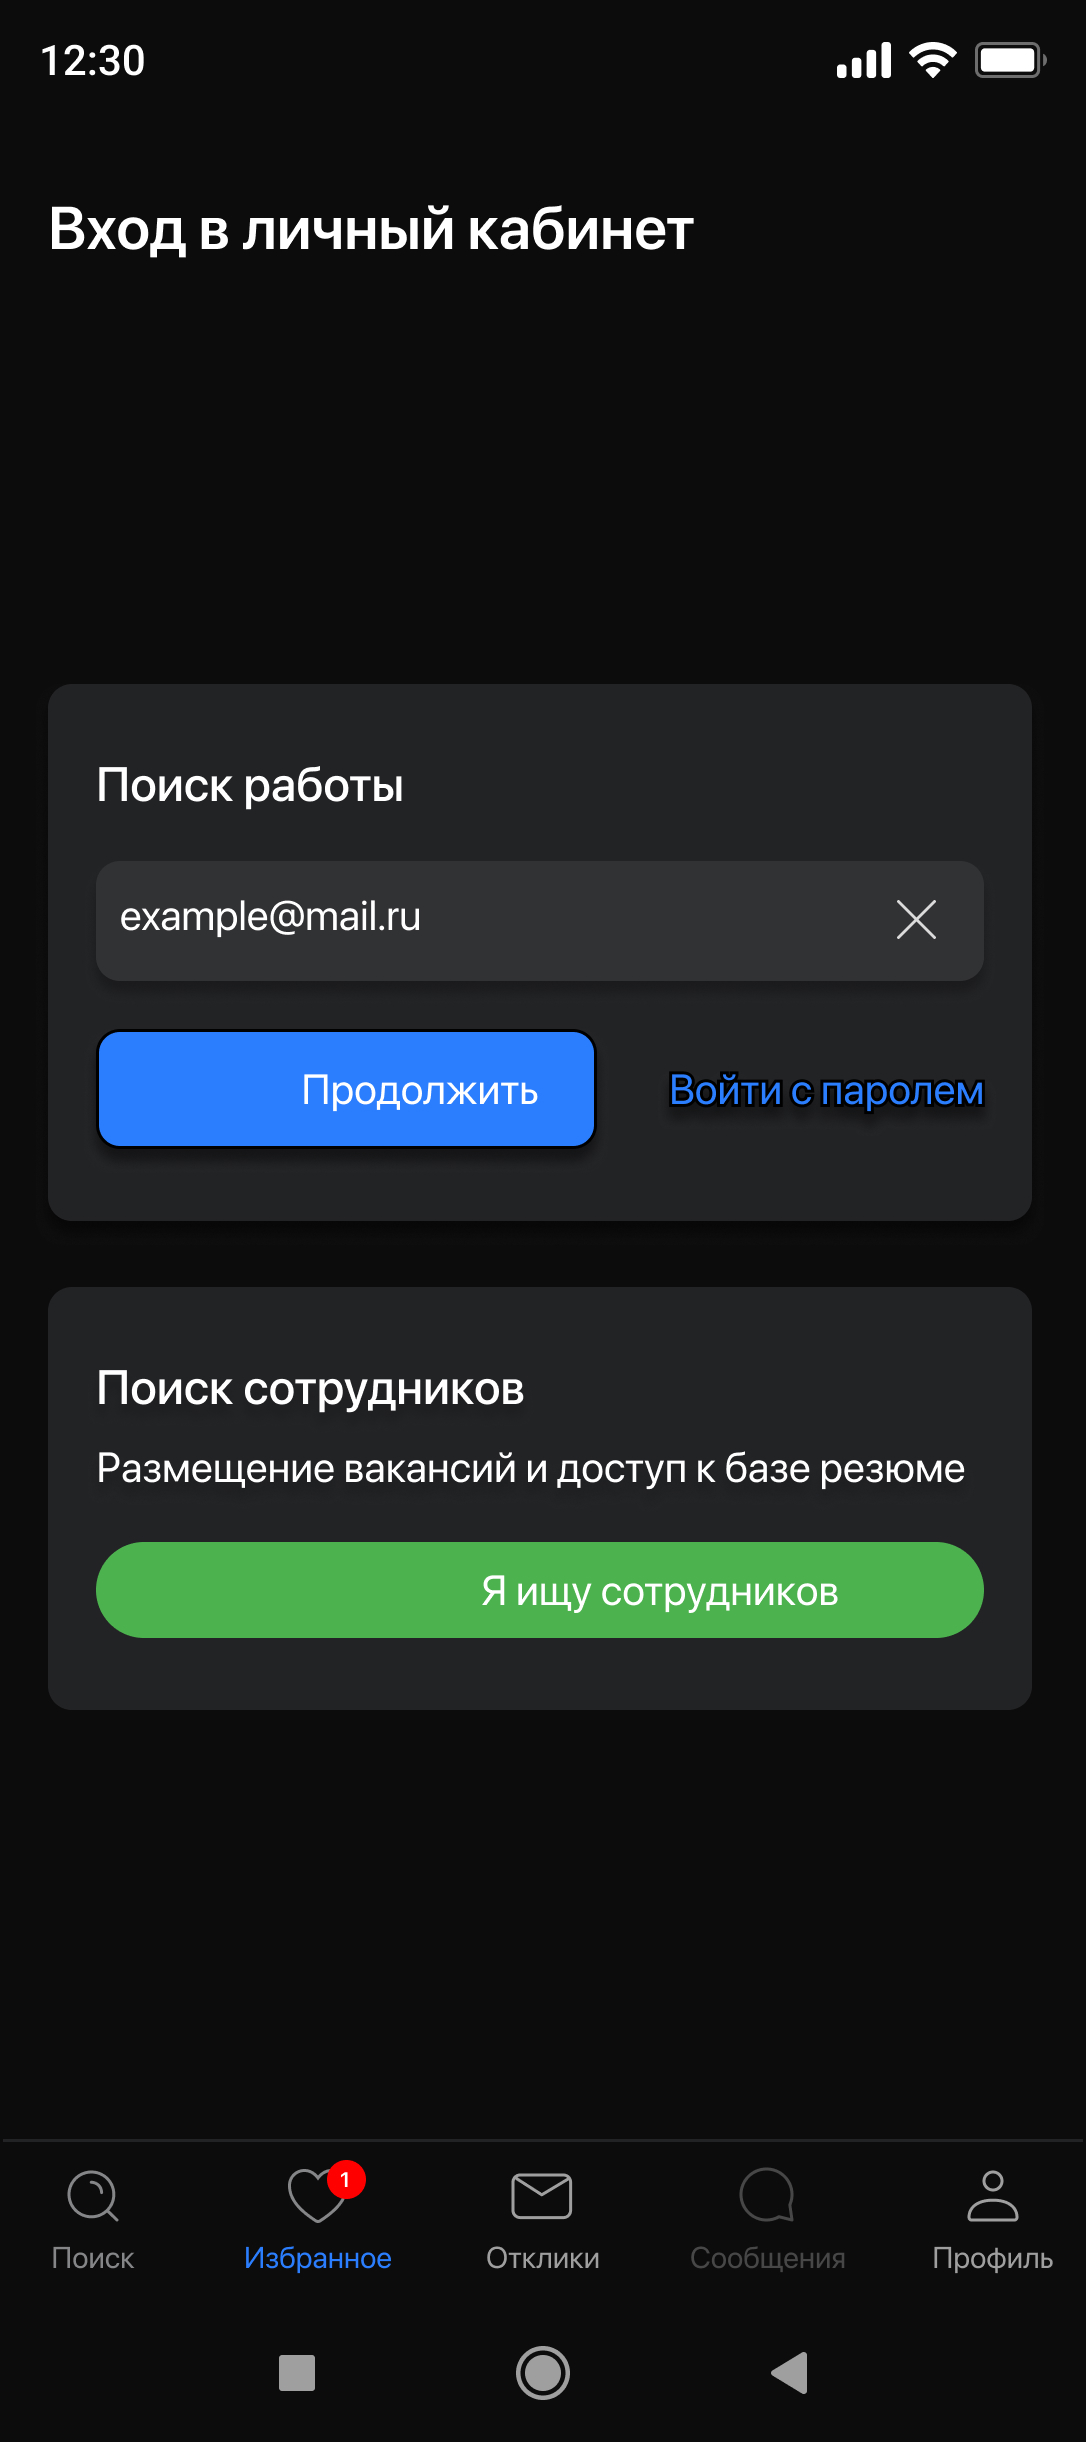 12:30
Вход в личный кабинет
Поиск работы
example@mail.ru
Продолжить
Войти с паролем
Поиск сотрудников
Размещение вакансий и доступ к базе резюме
Я ищу сотрудников
1
Поиск
Избранное
Отклики
Сообщения
Профиль